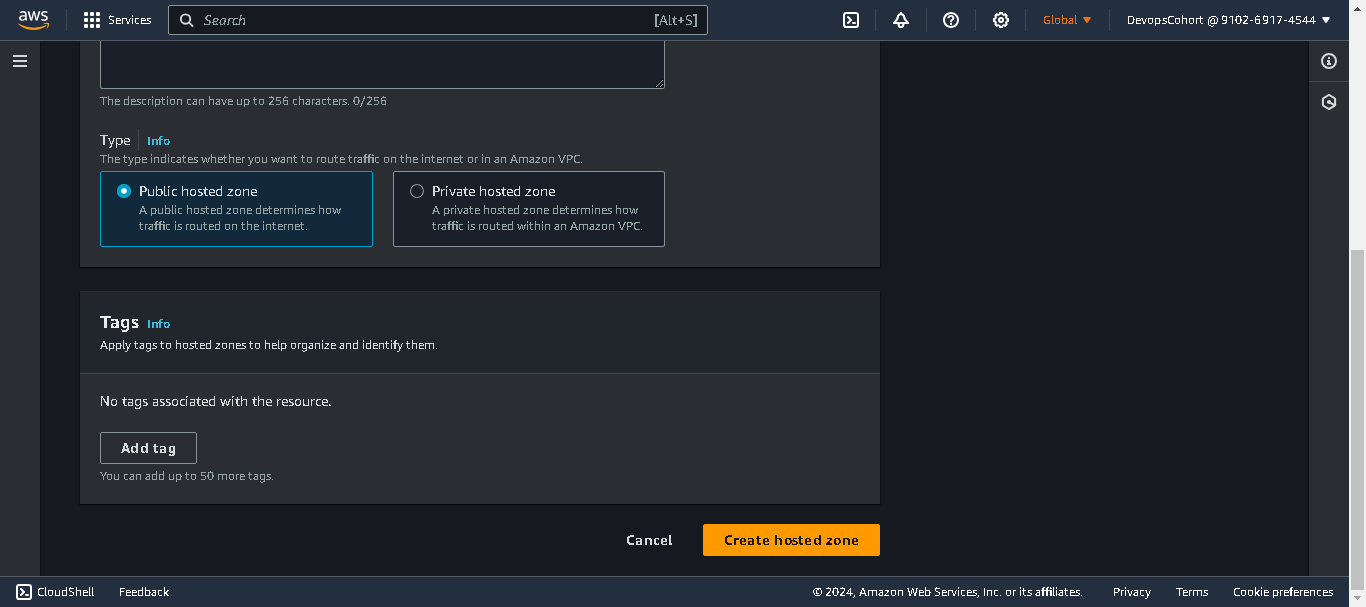 aws
Services
Search
[Alt+S]
Global
DevopsCohort @ 9102-6917-4544
The description can have up to 256 characters. 0/256
Type
Info
The type indicates whether you want to route traffic on the internet or in an Amazon VPC.
Public hosted zone
A public hosted zone determines how
traffic is routed on the internet.
Private hosted zone
A private hosted zone determines how
traffic is routed within an Amazon VPC.
Tags
Info
Apply tags to hosted zones to help organize and identify them.
No tags associated with the resource.
Add tag
You can add up to 50 more tags.
Cancel
Create hosted zone
CloudShell
Feedback
© 2024, Amazon Web Services, Inc. or its affiliates.
Privacy
Terms
Cookie preferences